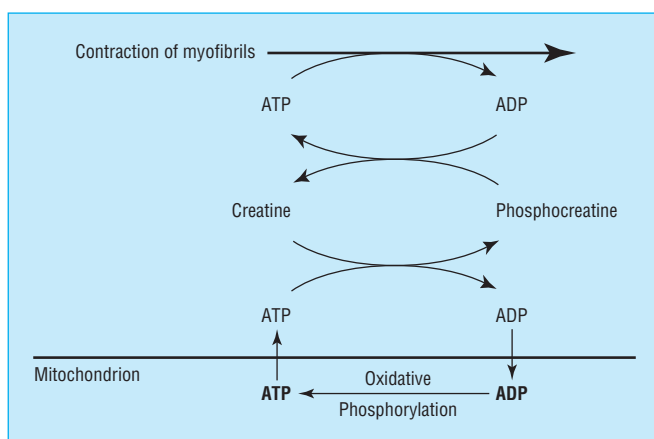 Contraction of myofibrils
ATP ADP
Creatine Phosphocreatine
ATP ADP
Mitochondrion
ATP Oxidative Phosphorylation ADP